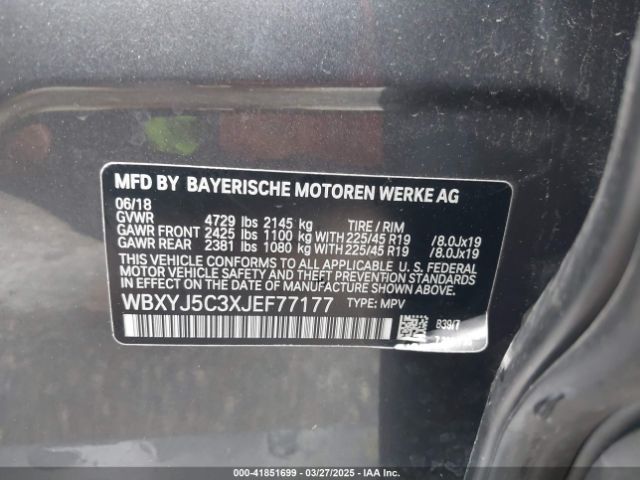 MFD BY BAYERISCHE MOTOREN WERKE AG
06/18
GVWR 4729 lbs 2145 kg TIRE / RIM
GAWR FRONT 2425 lbs 1100 kg WITH 225/45 R19 /8.0Jx19
GAWR REAR 2381 lbs 1080 kg WITH 225/45 R19 /8.0Jx19
THIS VEHICLE CONFORMS TO ALL APPLICABLE U.S. FEDERAL
MOTOR VEHICLE SAFETY, BUMPER, AND THEFT PREVENTION STANDARDS
IN EFFECT ON THE DATE OF MANUFACTURE SHOWN ABOVE.
WBXYJ5C3XJEF77177 TYPE: MPV
B39/7
000-41851699 | 03/27/2025 | IAA Inc.